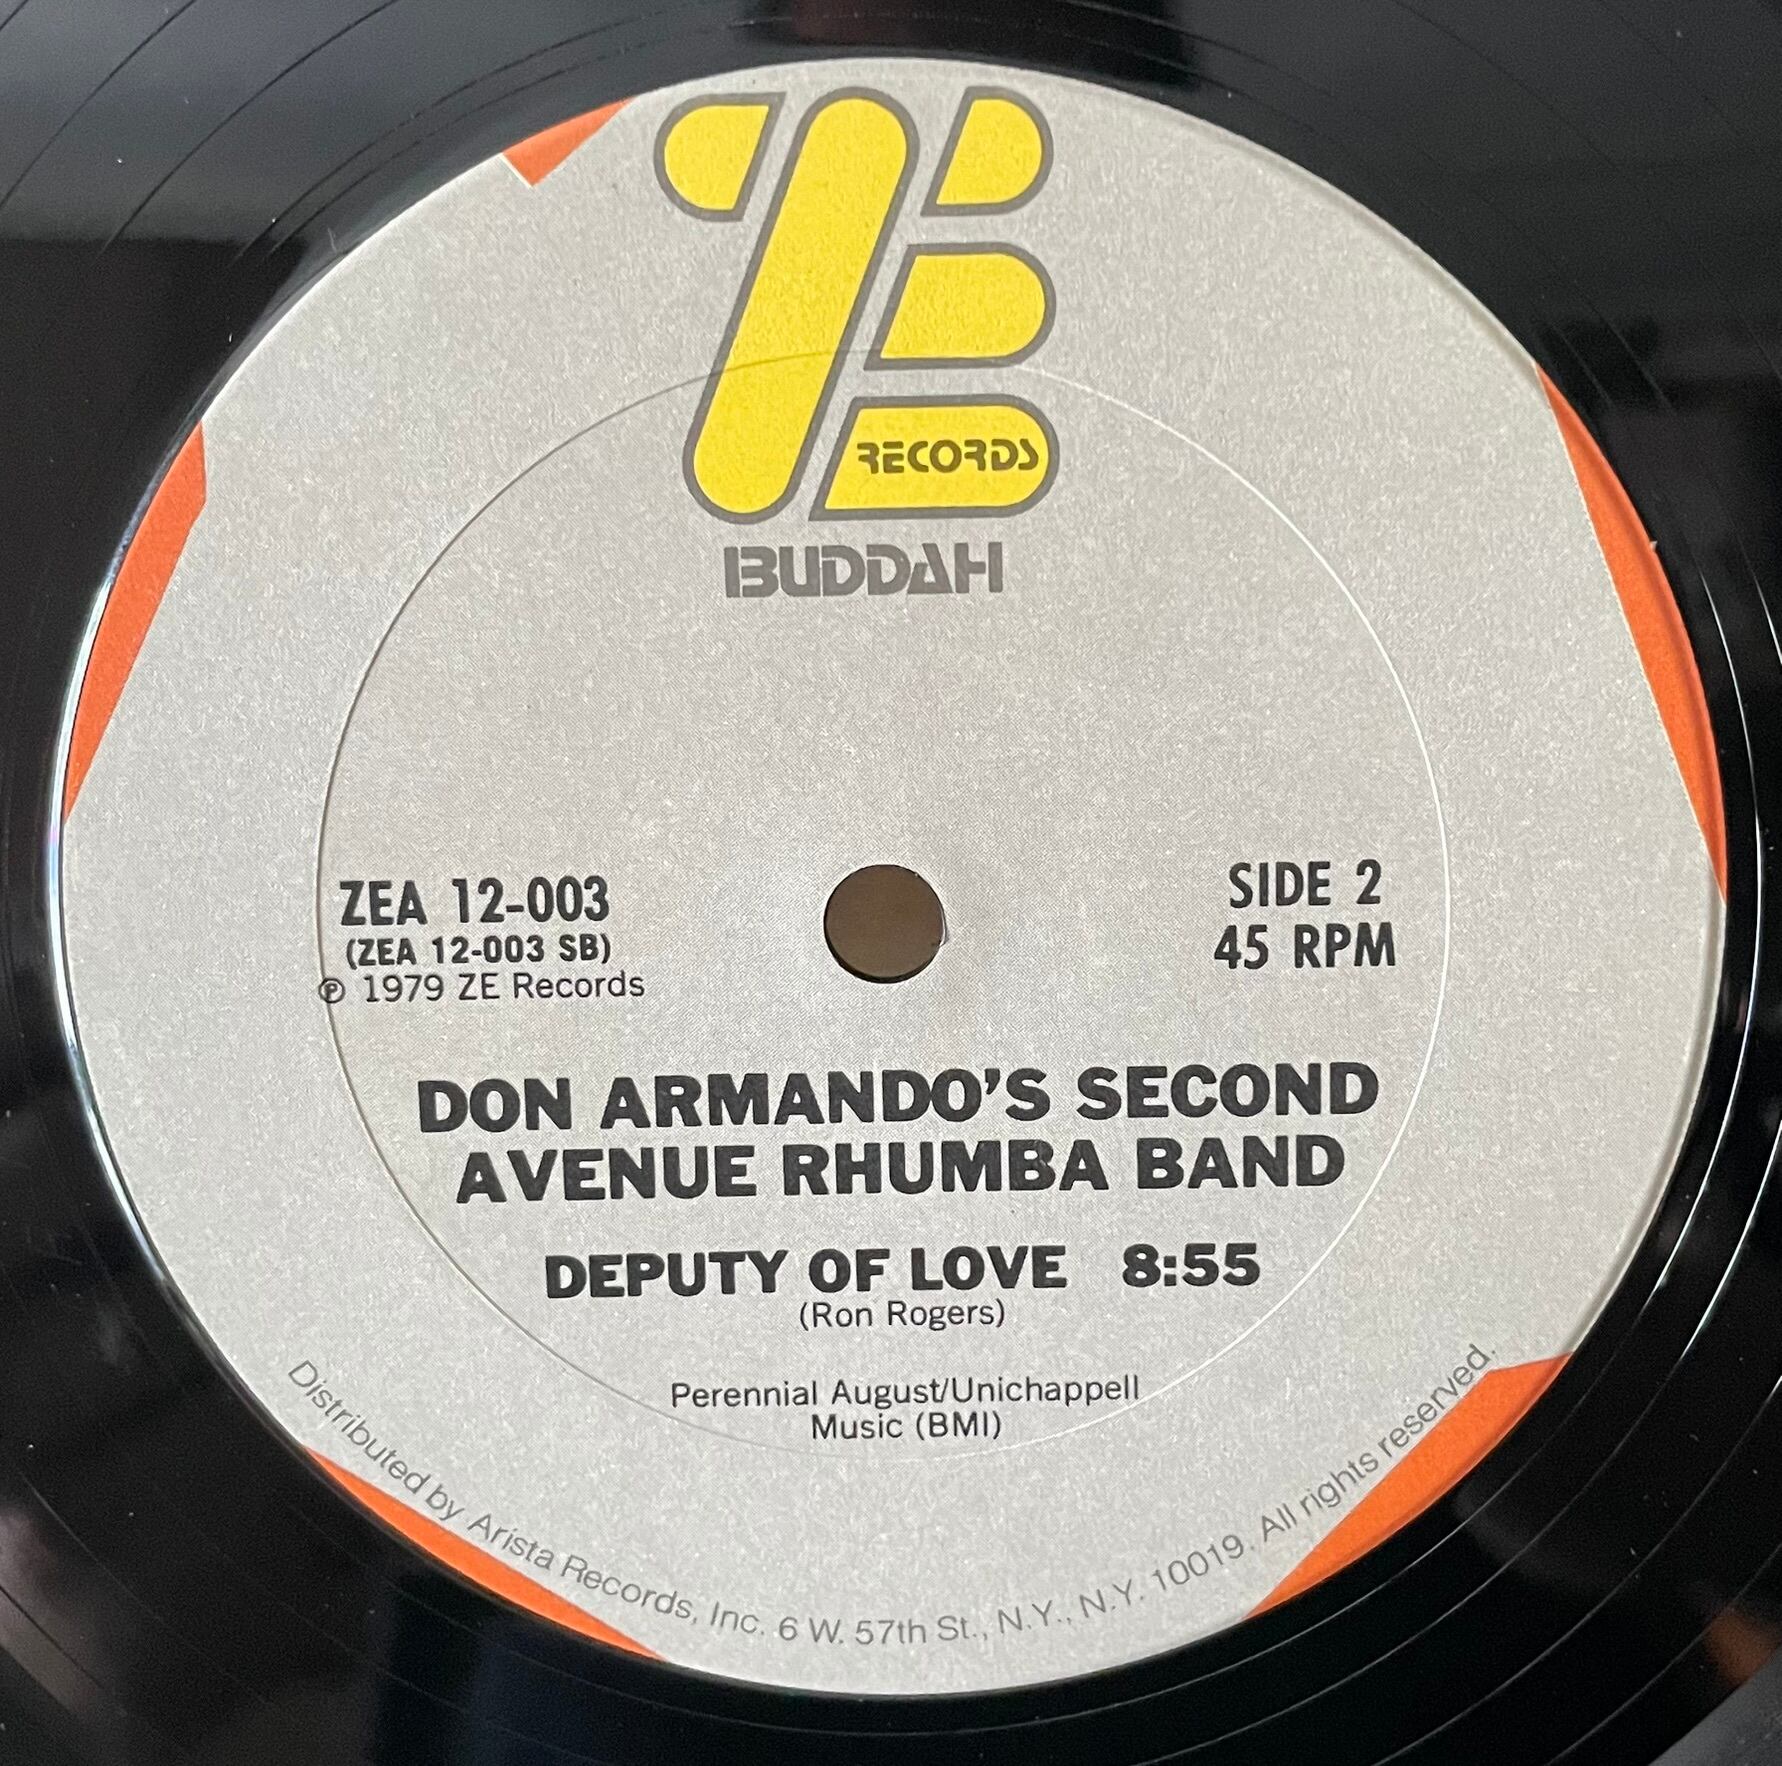 ZE
RECORDS
BUDDAH
ZEA 12-003
(ZEA 12-003 SB)
℗ 1979 ZE Records
SIDE 2
45 RPM
DON ARMANDO'S SECOND
AVENUE RHUMBA BAND
DEPUTY OF LOVE 8:55
(Ron Rogers)
Perennial August/Unichappell
Music (BMI)
Distributed by Arista Records, Inc. 6 W. 57th St., N.Y., N.Y. 10019. All rights reserved.